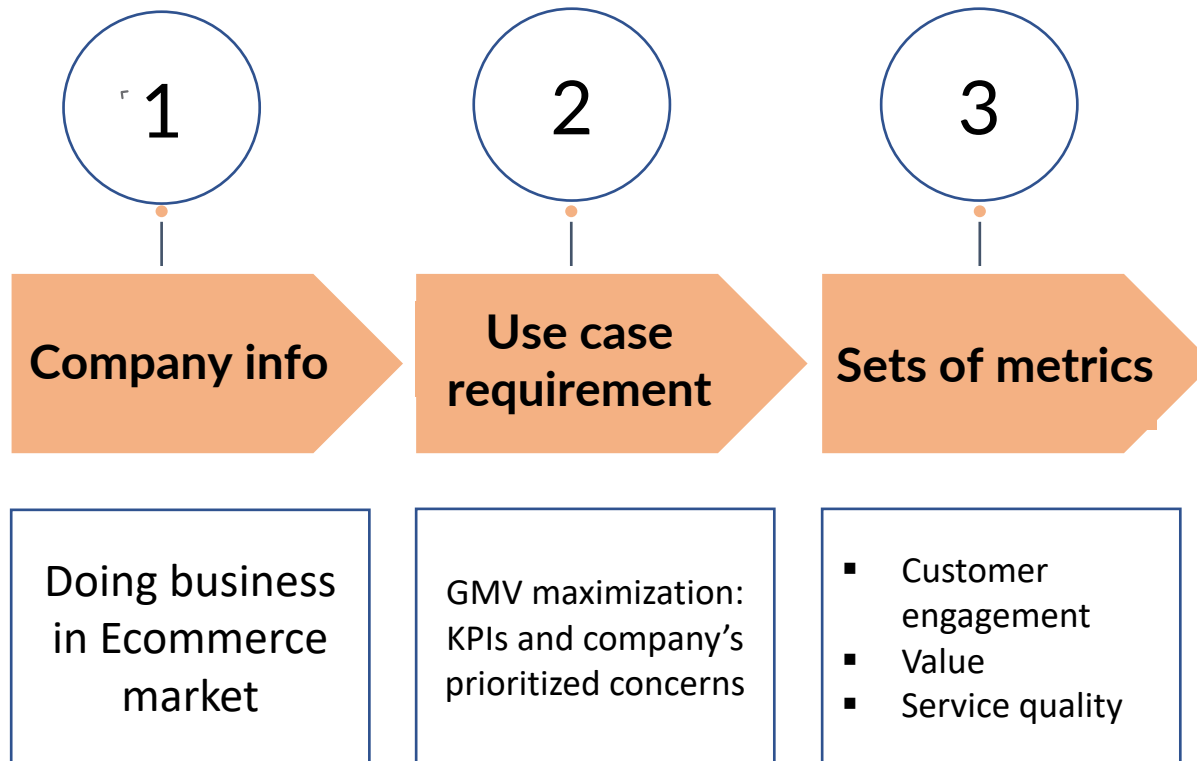 1
2
3
Company info
Use case
requirement
Sets of metrics
Doing business
in Ecommerce
market
GMV maximization:
KPIs and company’s
prioritized concerns
▪ Customer
engagement
▪ Value
▪ Service quality